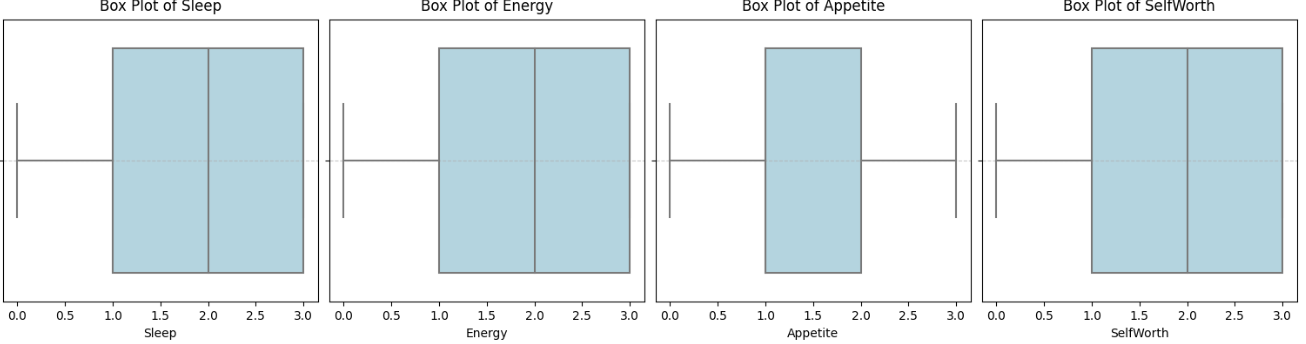 Box Plot of Sleep
0.0 0.5 1.0 1.5 2.0 2.5 3.0
Sleep
Box Plot of Energy
0.0 0.5 1.0 1.5 2.0 2.5 3.0
Energy
Box Plot of Appetite
0.0 0.5 1.0 1.5 2.0 2.5 3.0
Appetite
Box Plot of SelfWorth
0.0 0.5 1.0 1.5 2.0 2.5 3.0
SelfWorth